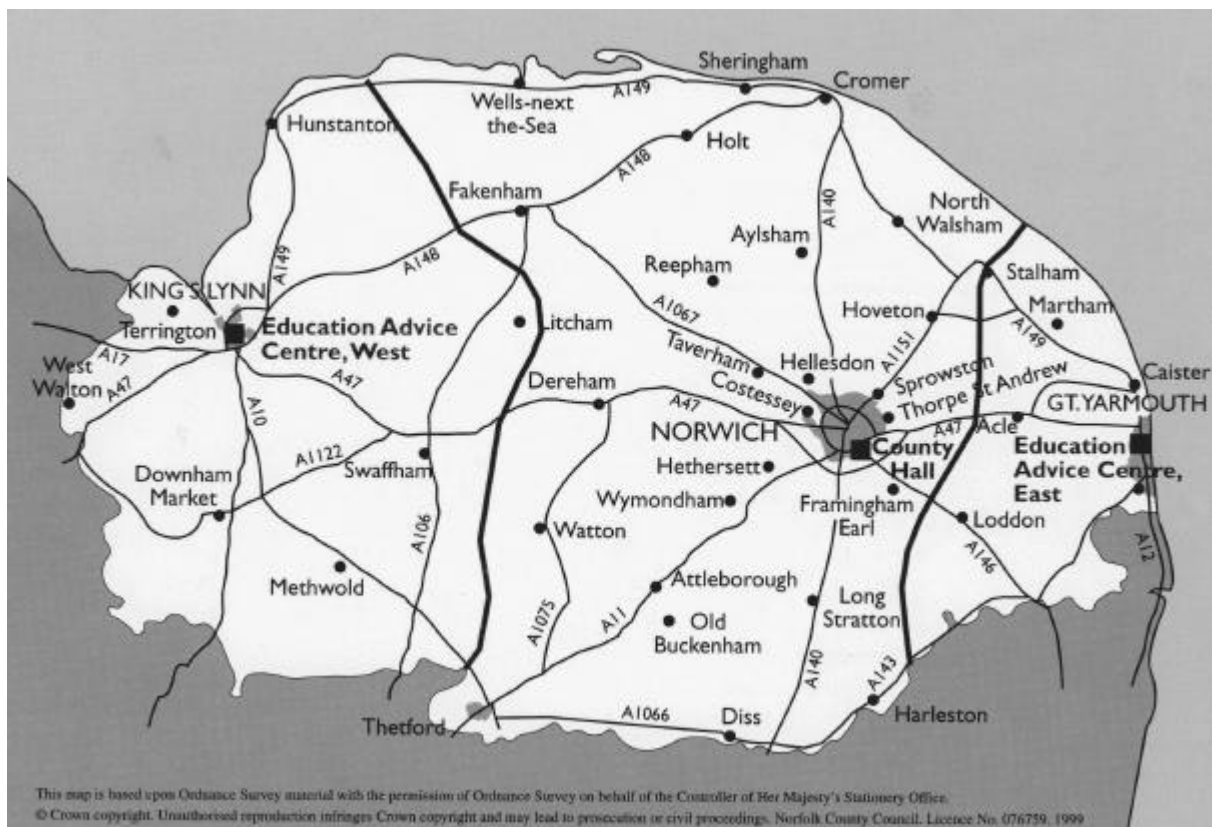 Sheringham
Cromer
A149
Wells-next
the-Sea
Hunstanton
Holt
A148
Fakenham
A140
North
Walsham
Aylsham
A149
A148
Reepham
Stalham
KING'S LYNN
A1067
Martham
Terrington
Education Advice
Centre, West
Litcham
Hoveton
A149
A17
Taverham
Hellesdon
A1151
West
Walton
A47
A47
Dereham
Costessey
Sprowston
Thorpe St Andrew
Caister
A10
A47
NORWICH
A47
Acle
GT.YARMOUTH
A1122
Swaffham
Hethersett
County
Hall
Education
Advice Centre,
East
Downham
Market
Wymondham
Framingham
Earl
Loddon
A106
Watton
A146
A12
Methwold
Attleborough
Long
Stratton
A1075
A11
Old
Buckenham
A140
A143
Thetford
A1066
Diss
Harleston
This map is based upon Ordnance Survey material with the permission of Ordnance Survey on behalf of the Controller of Her Majesty's Stationery Office.
© Crown copyright. Unauthorised reproduction infringes Crown copyright and may lead to prosecution or civil proceedings. Norfolk County Council. Licence No. 076759. 1999